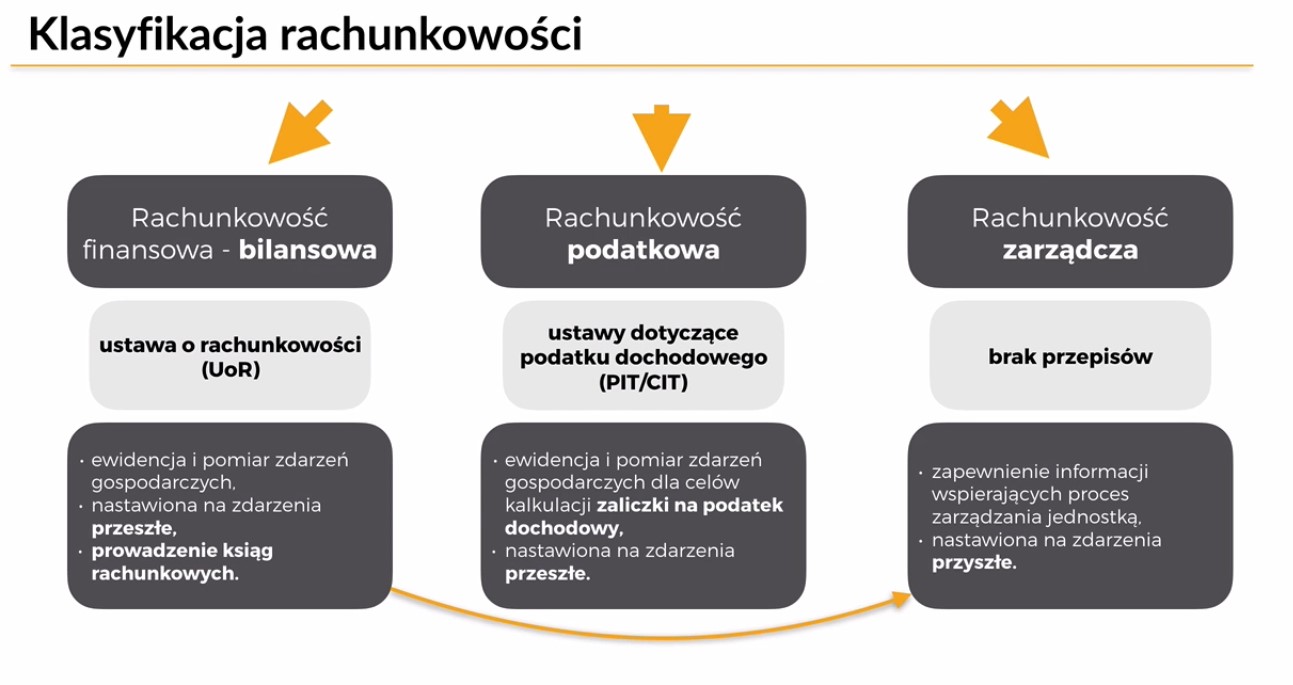 Klasyfikacja rachunkowości
Rachunkowość
finansowa - bilansowa
ustawa o rachunkowości
(UoR)
· ewidencja i pomiar zdarzeń
gospodarczych,
· nastawiona na zdarzenia
przeszłe,
· prowadzenie ksiąg
rachunkowych.
Rachunkowość
podatkowa
ustawy dotyczące
podatku dochodowego
(PIT/CIT)
· ewidencja i pomiar zdarzeń
gospodarczych dla celów
kalkulacji zaliczki na podatek
dochodowy,
· nastawiona na zdarzenia
przeszłe.
Rachunkowość
zarządcza
brak przepisów
· zapewnienie informacji
wspierających proces
zarządzania jednostką,
· nastawiona na zdarzenia
przyszłe.